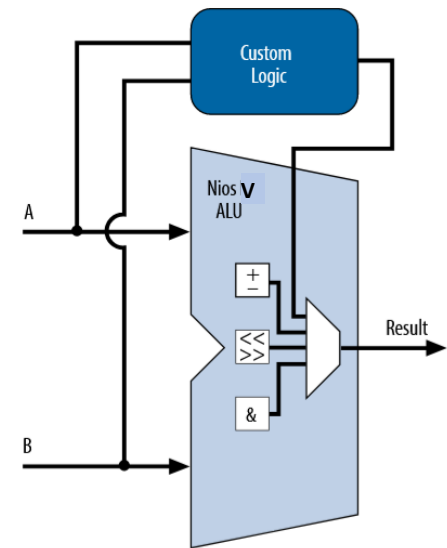 Custom
Logic
Nios V
ALU
A
+
−
Result
<<
>>
&
B